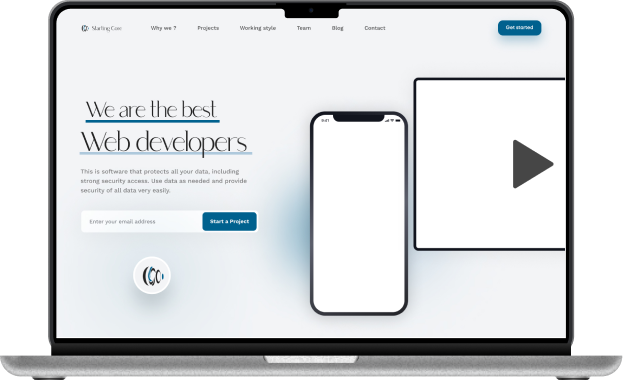 Starting Core
Why we ?
Projects
Working style
Team
Blog
Contact
Get started
We are the best
Web developers
This is software that protects all your data, including
strong security access. Use data as needed and provide
security of all data very easily.
Enter your email address
Start a Project
9:41